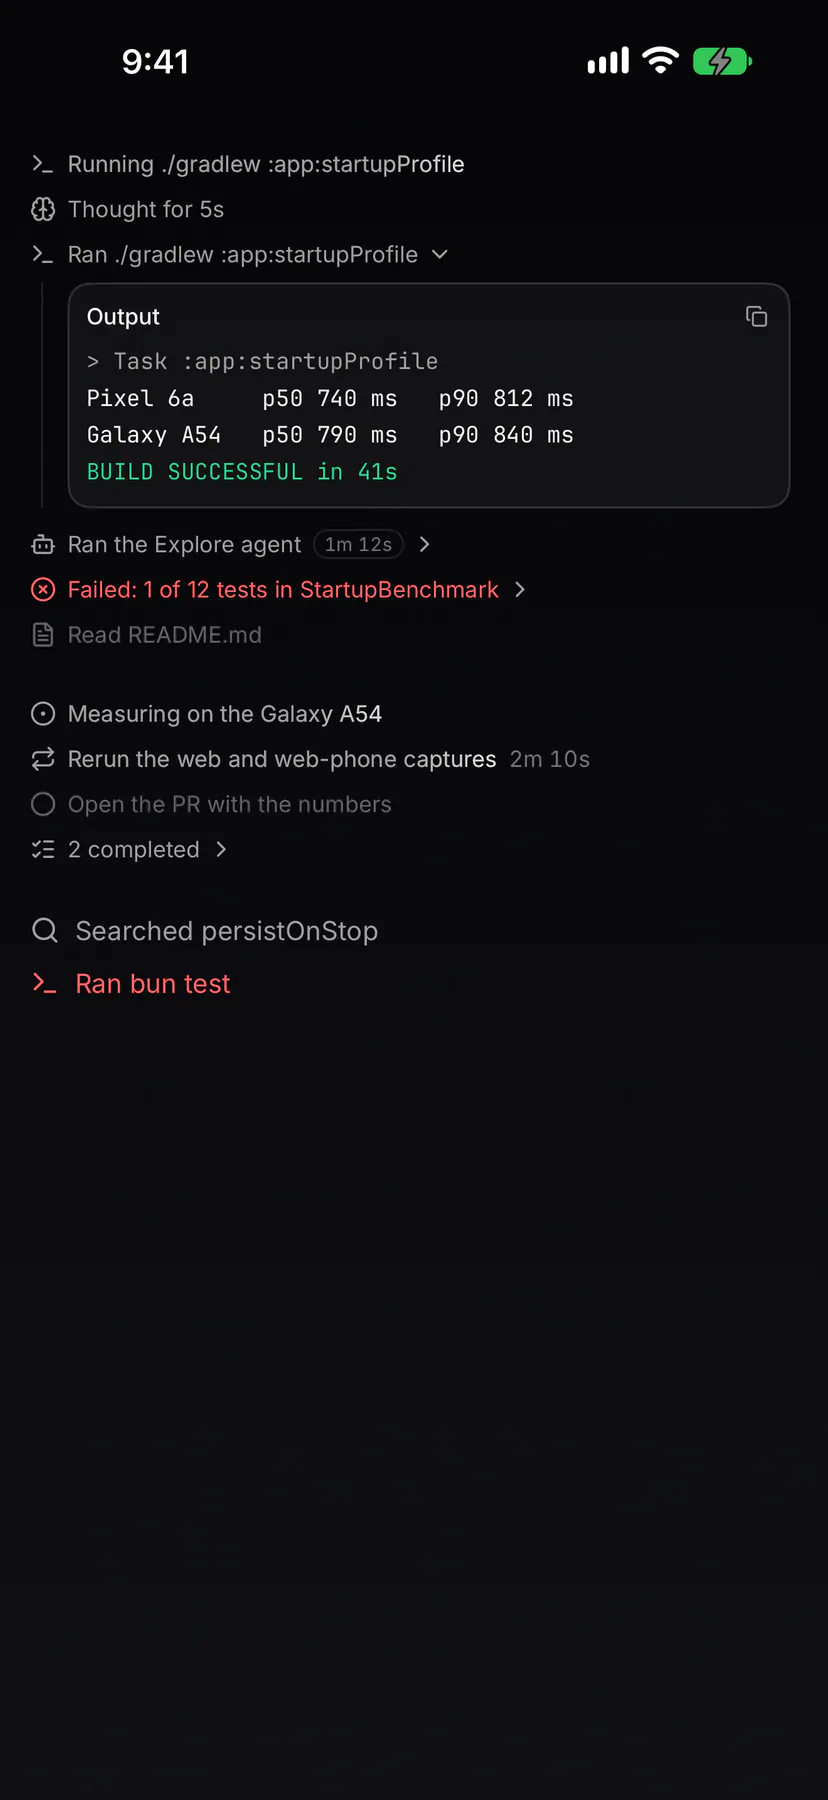 9:41
Running ./gradlew :app:startupProfile
Thought for 5s
Ran ./gradlew :app:startupProfile
Output
> Task :app:startupProfile
Pixel 6a p50 740 ms p90 812 ms
Galaxy A54 p50 790 ms p90 840 ms
BUILD SUCCESSFUL in 41s
Ran the Explore agent 1m 12s
Failed: 1 of 12 tests in StartupBenchmark
Read README.md
Measuring on the Galaxy A54
Rerun the web and web-phone captures 2m 10s
Open the PR with the numbers
2 completed
Searched persistOnStop
Ran bun test